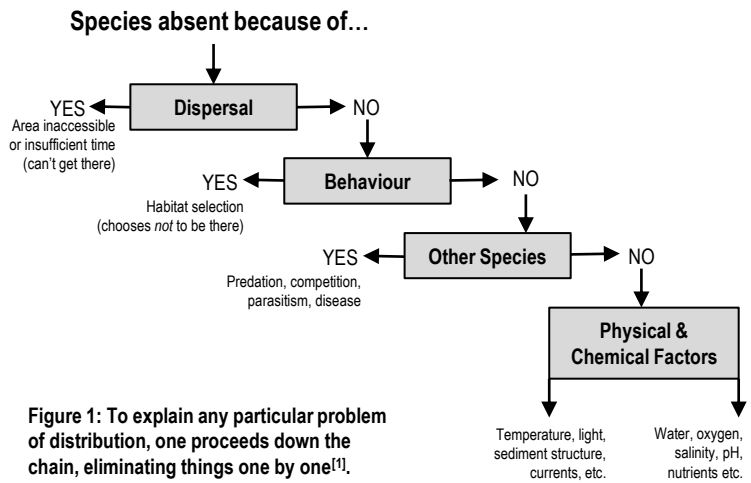 Species absent because of…
Dispersal
YES
NO
Area inaccessible
or insufficient time
(can't get there)
Behaviour
YES
NO
Habitat selection
(chooses not to be there)
Other Species
YES
NO
Predation, competition,
parasitism, disease
Physical &
Chemical Factors
Temperature, light,
sediment structure,
currents, etc.
Water, oxygen,
salinity, pH,
nutrients etc.
Figure 1: To explain any particular problem
of distribution, one proceeds down the
chain, eliminating things one by one[1].